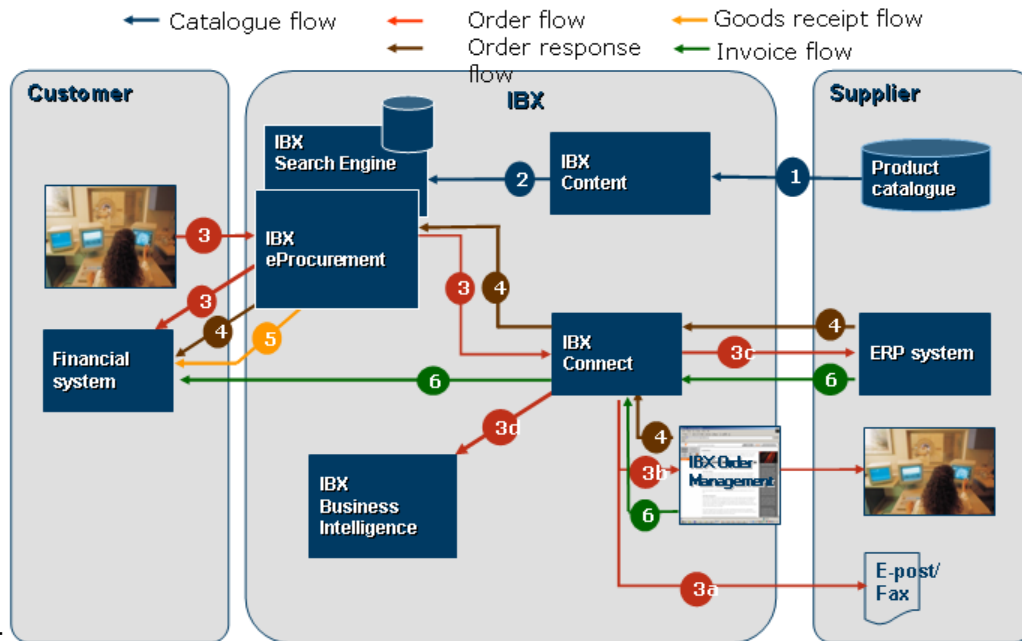 Catalogue flow
Order flow
Goods receipt flow
Order response
flow
Invoice flow
Customer
IBX
Supplier
IBX
Search Engine
IBX
Content
Product
catalogue
2
1
3
IBX
eProcurement
3
4
3
4
5
4
Financial
system
IBX
Connect
3c
ERP system
6
6
3d
4
3b
IBX Order
Management
IBX
Business
Intelligence
6
3a
E-post/
Fax